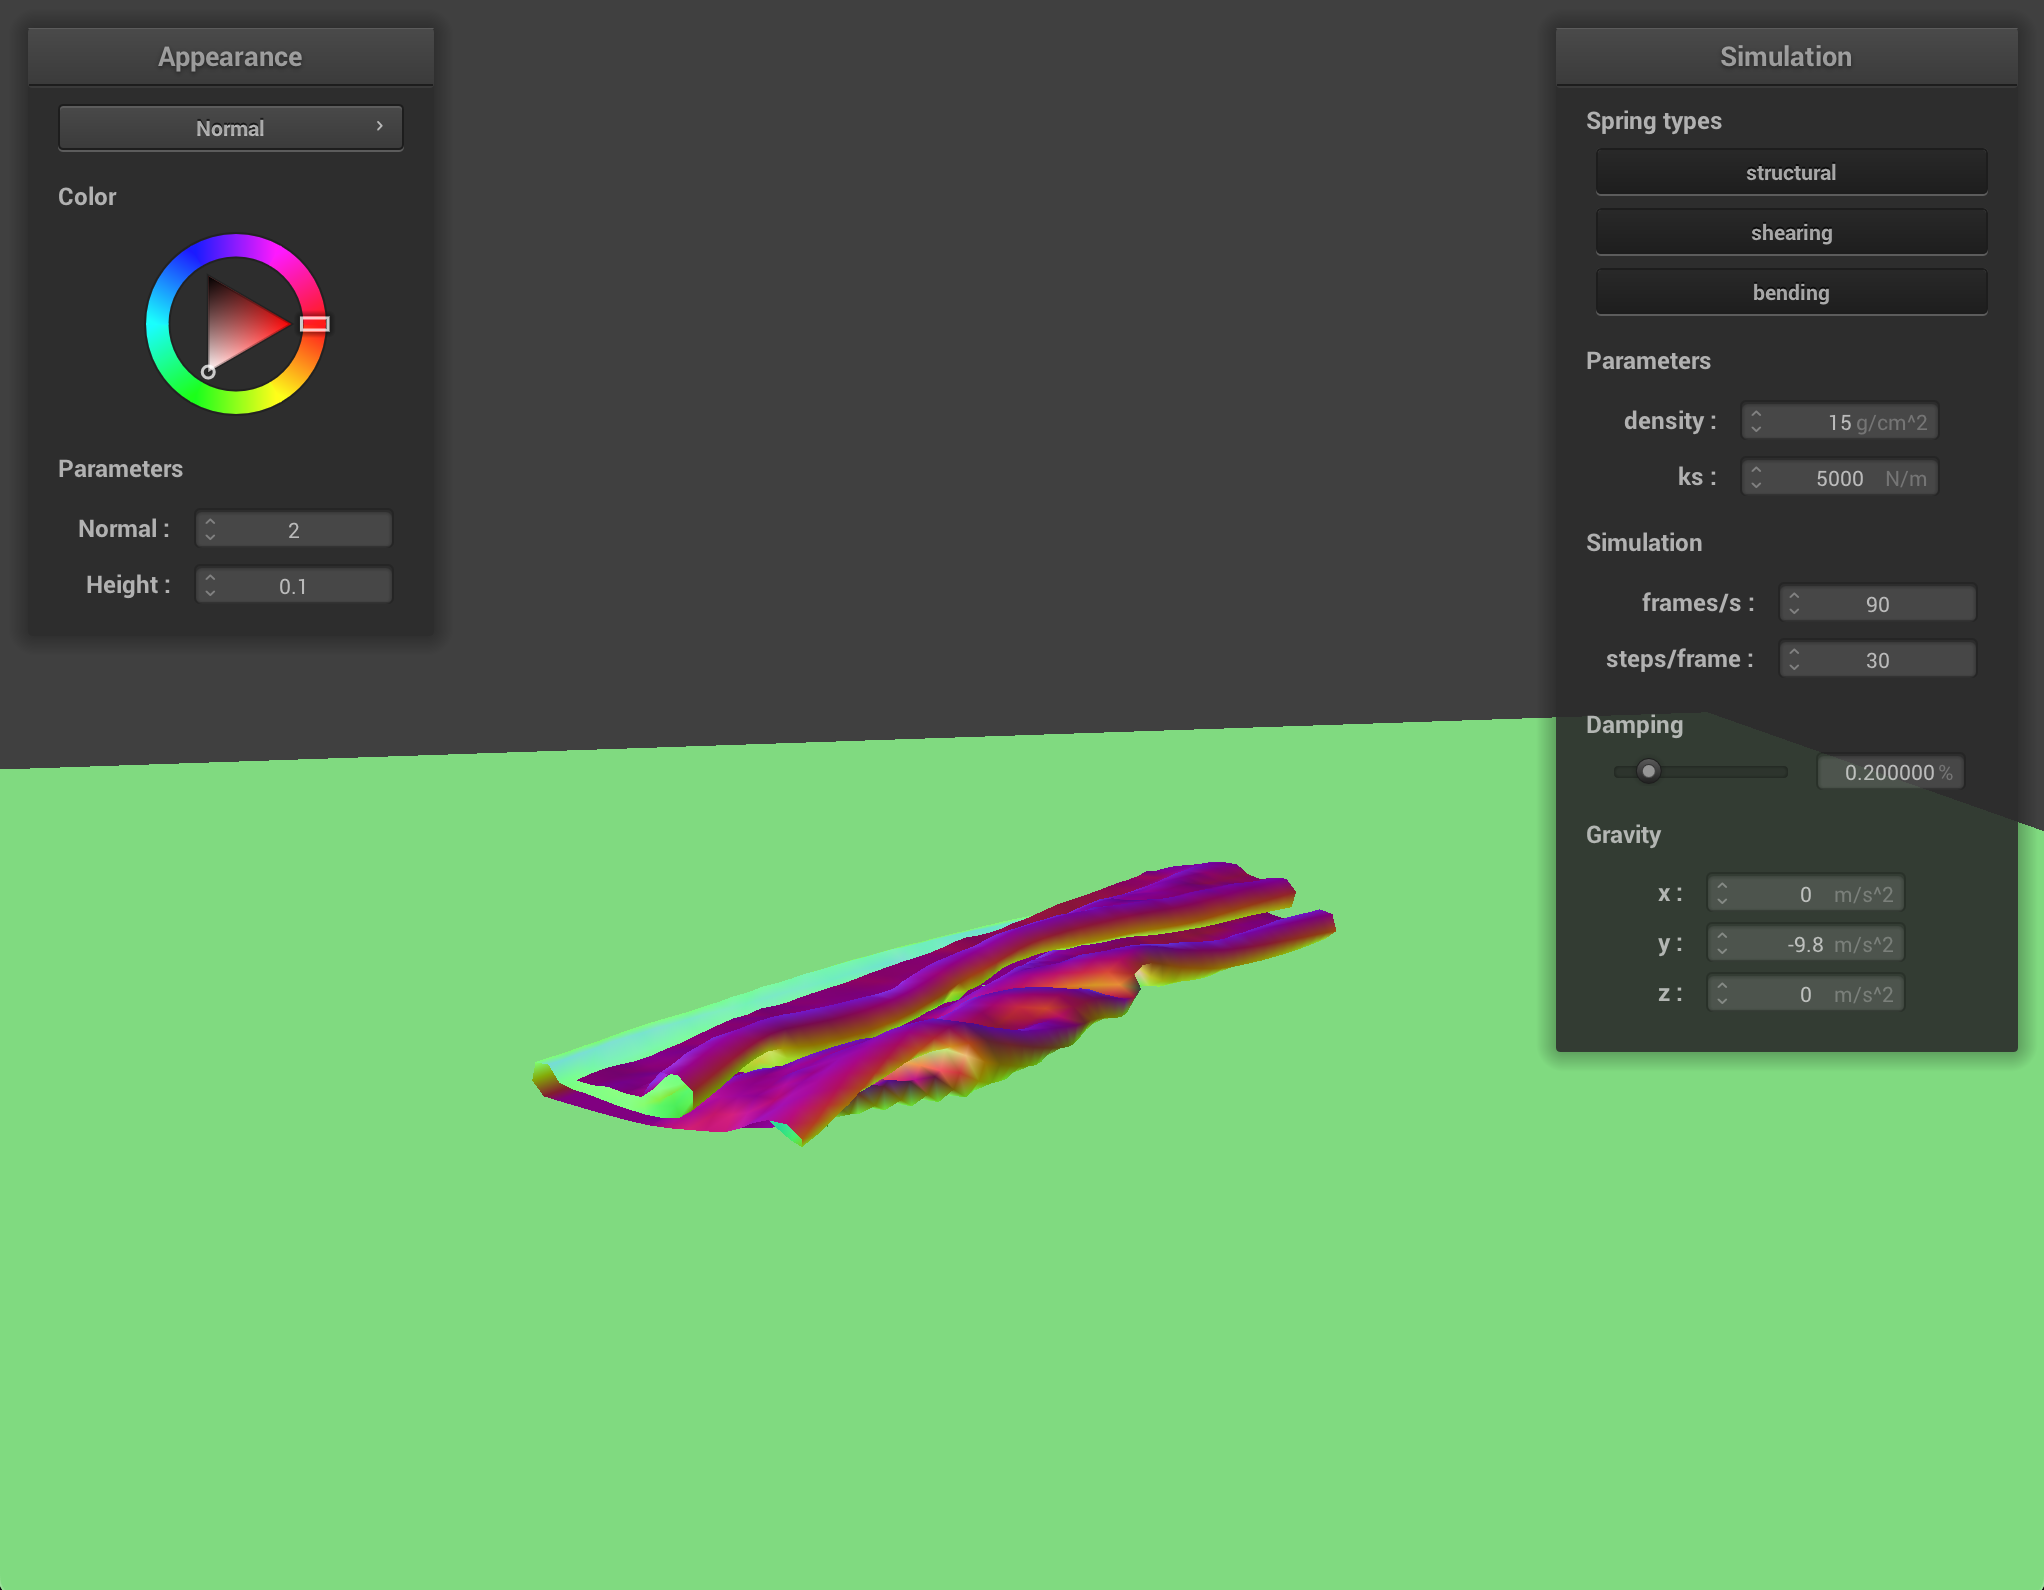 Appearance
Normal
Color
Parameters
Normal : 2
Height : 0.1
Simulation
Spring types
structural
shearing
bending
Parameters
density : 15 g/cm^2
ks : 5000 N/m
Simulation
frames/s : 90
steps/frame : 30
Damping
0.200000 %
Gravity
x : 0 m/s^2
y : -9.8 m/s^2
z : 0 m/s^2